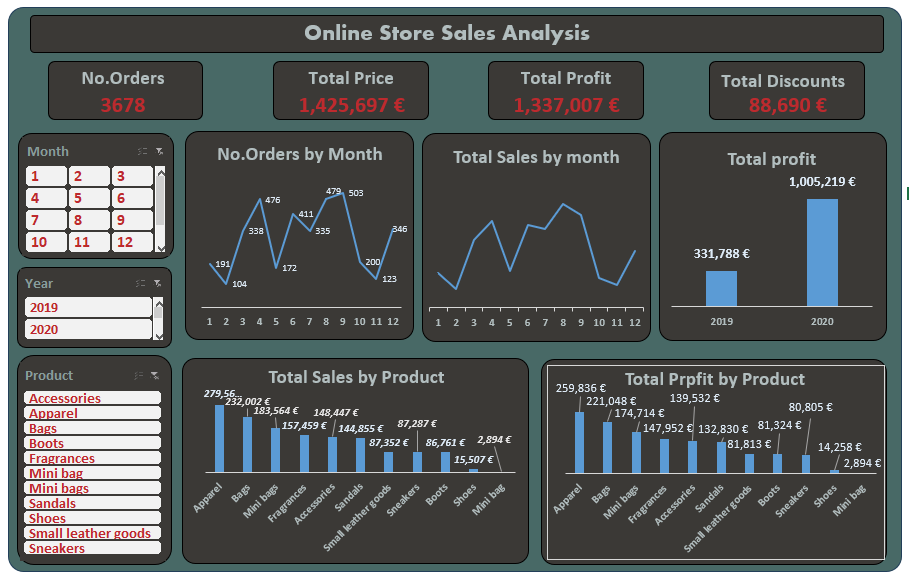 Online Store Sales Analysis
No.Orders
3678
Total Price
1,425,697 €
Total Profit
1,337,007 €
Total Discounts
88,690 €
Month
1 2 3
4 5 6
7 8 9
10 11 12
Year
2019
2020
Product
Accessories
Apparel
Bags
Boots
Fragrances
Mini bag
Mini bags
Sandals
Shoes
Small leather goods
Sneakers
No.Orders by Month
191 104 338 476 172 411 335 479 503 200 123 346
1 2 3 4 5 6 7 8 9 10 11 12
Total Sales by month
1 2 3 4 5 6 7 8 9 10 11 12
Total profit
331,788 €
1,005,219 €
2019 2020
Total Sales by Product
279,56...
232,002 €
183,564 €
157,459 €
148,447 €
144,855 €
87,352 €
87,287 €
86,761 €
15,507 €
2,894 €
Apparel
Bags
Mini bags
Fragrances
Accessories
Sandals
Small leather goods
Sneakers
Boots
Shoes
Mini bag
Total Prpfit by Product
259,836 €
221,048 €
174,714 €
147,952 €
139,532 €
132,830 €
81,813 €
81,324 €
80,805 €
14,258 €
2,894 €
Apparel
Bags
Mini bags
Fragrances
Accessories
Sandals
Small leather goods
Boots
Sneakers
Shoes
Mini bag